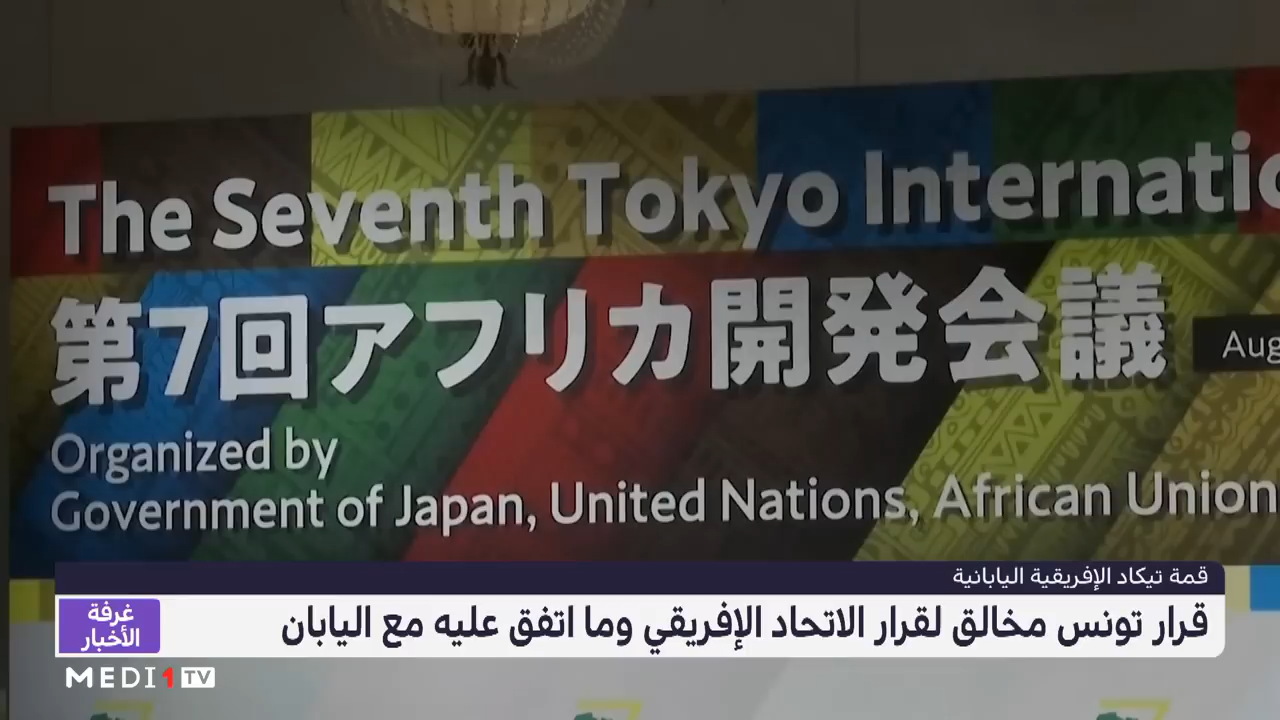 The Seventh Tokyo Internatio
第7回アフリカ開発会議
Aug
Organized by
Government of Japan, United Nations, African Union
قمة تيكاد الإفريقية اليابانية
قرار تونس مخالق لقرار الاتحاد الإفريقي وما اتفق عليه مع اليابان
غرفة
الأخبار
MEDI1TV